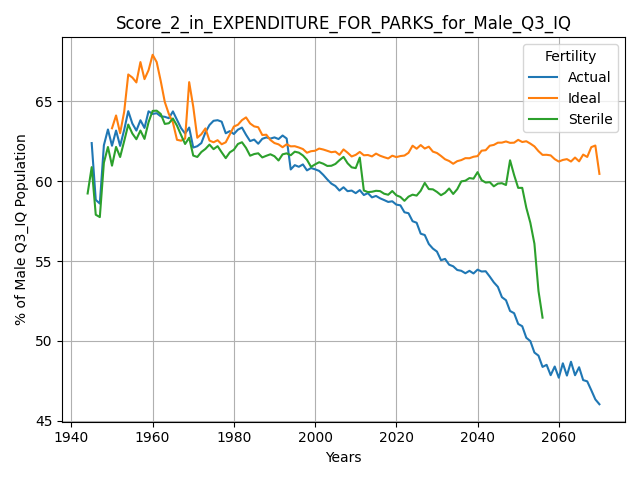 Score_2_in_EXPENDITURE_FOR_PARKS_for_Male_Q3_IQ
Fertility
Actual
Ideal
Sterile
% of Male Q3_IQ Population
65
60
55
50
45
1940
1960
1980
2000
2020
2040
2060
Years